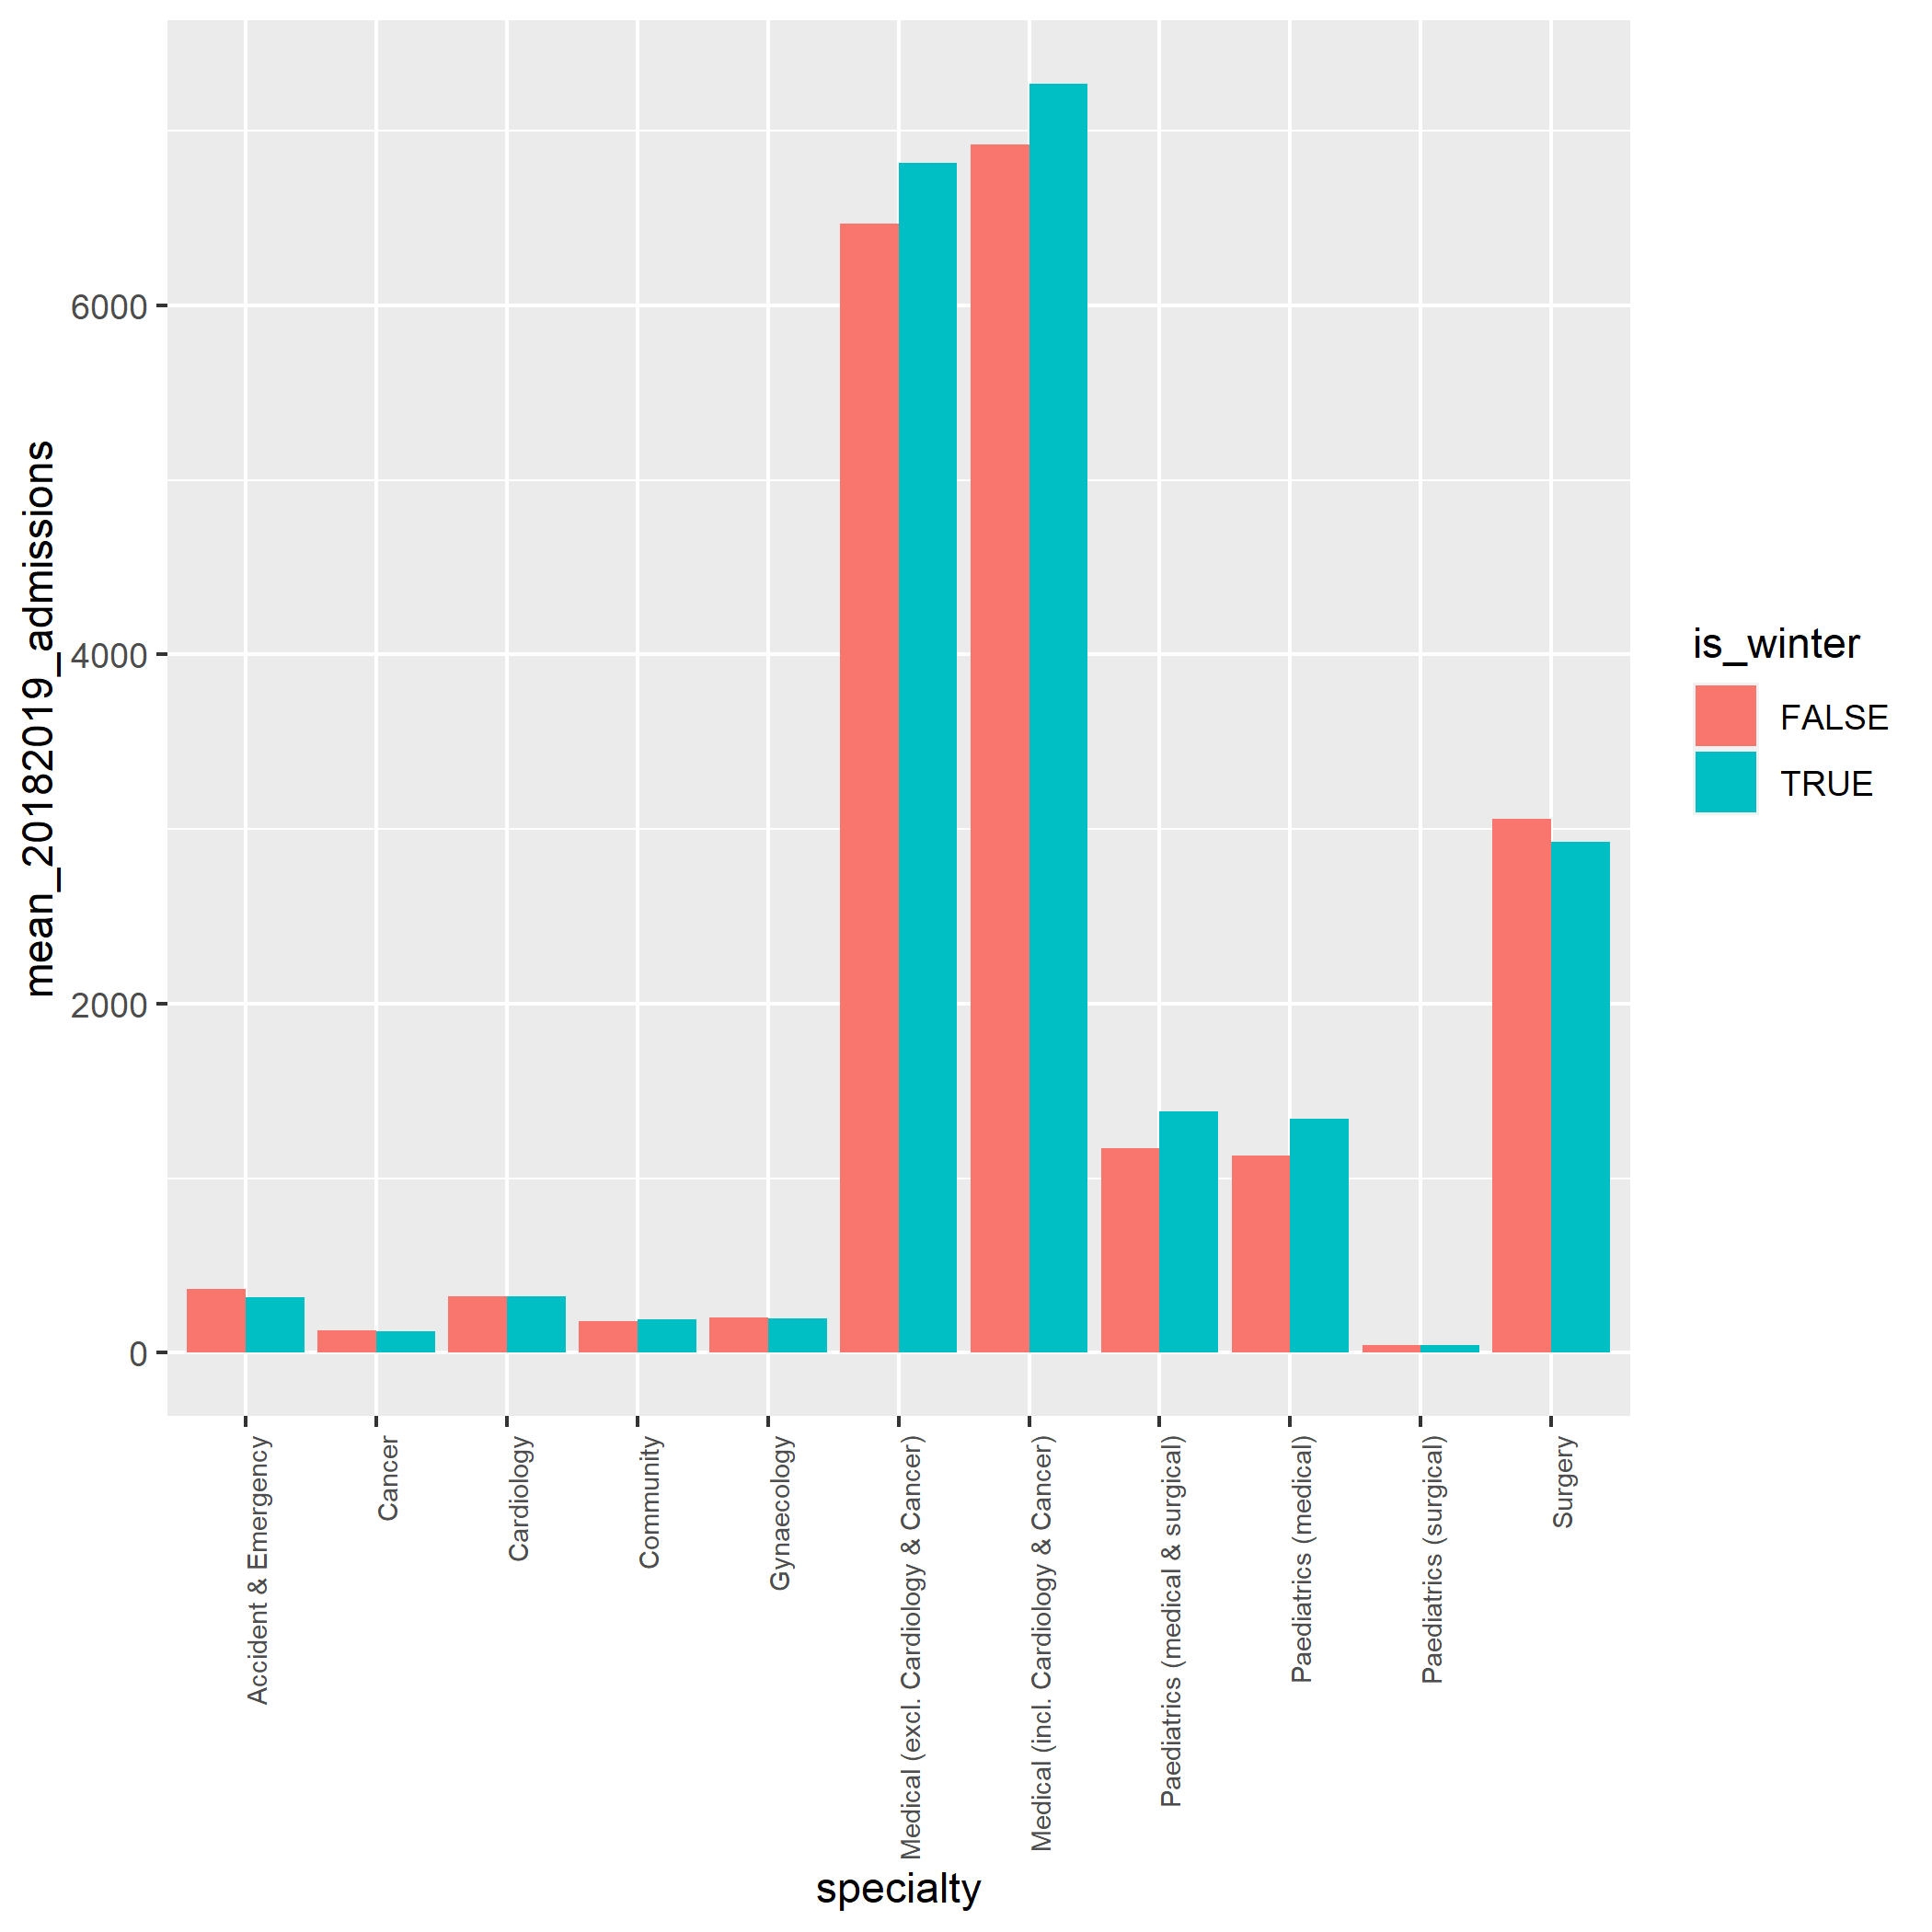 mean_20182019_admissions
6000
4000
2000
0
Accident & Emergency
Cancer
Cardiology
Community
Gynaecology
Medical (excl. Cardiology & Cancer)
Medical (incl. Cardiology & Cancer)
Paediatrics (medical & surgical)
Paediatrics (medical)
Paediatrics (surgical)
Surgery
specialty
is_winter
FALSE
TRUE